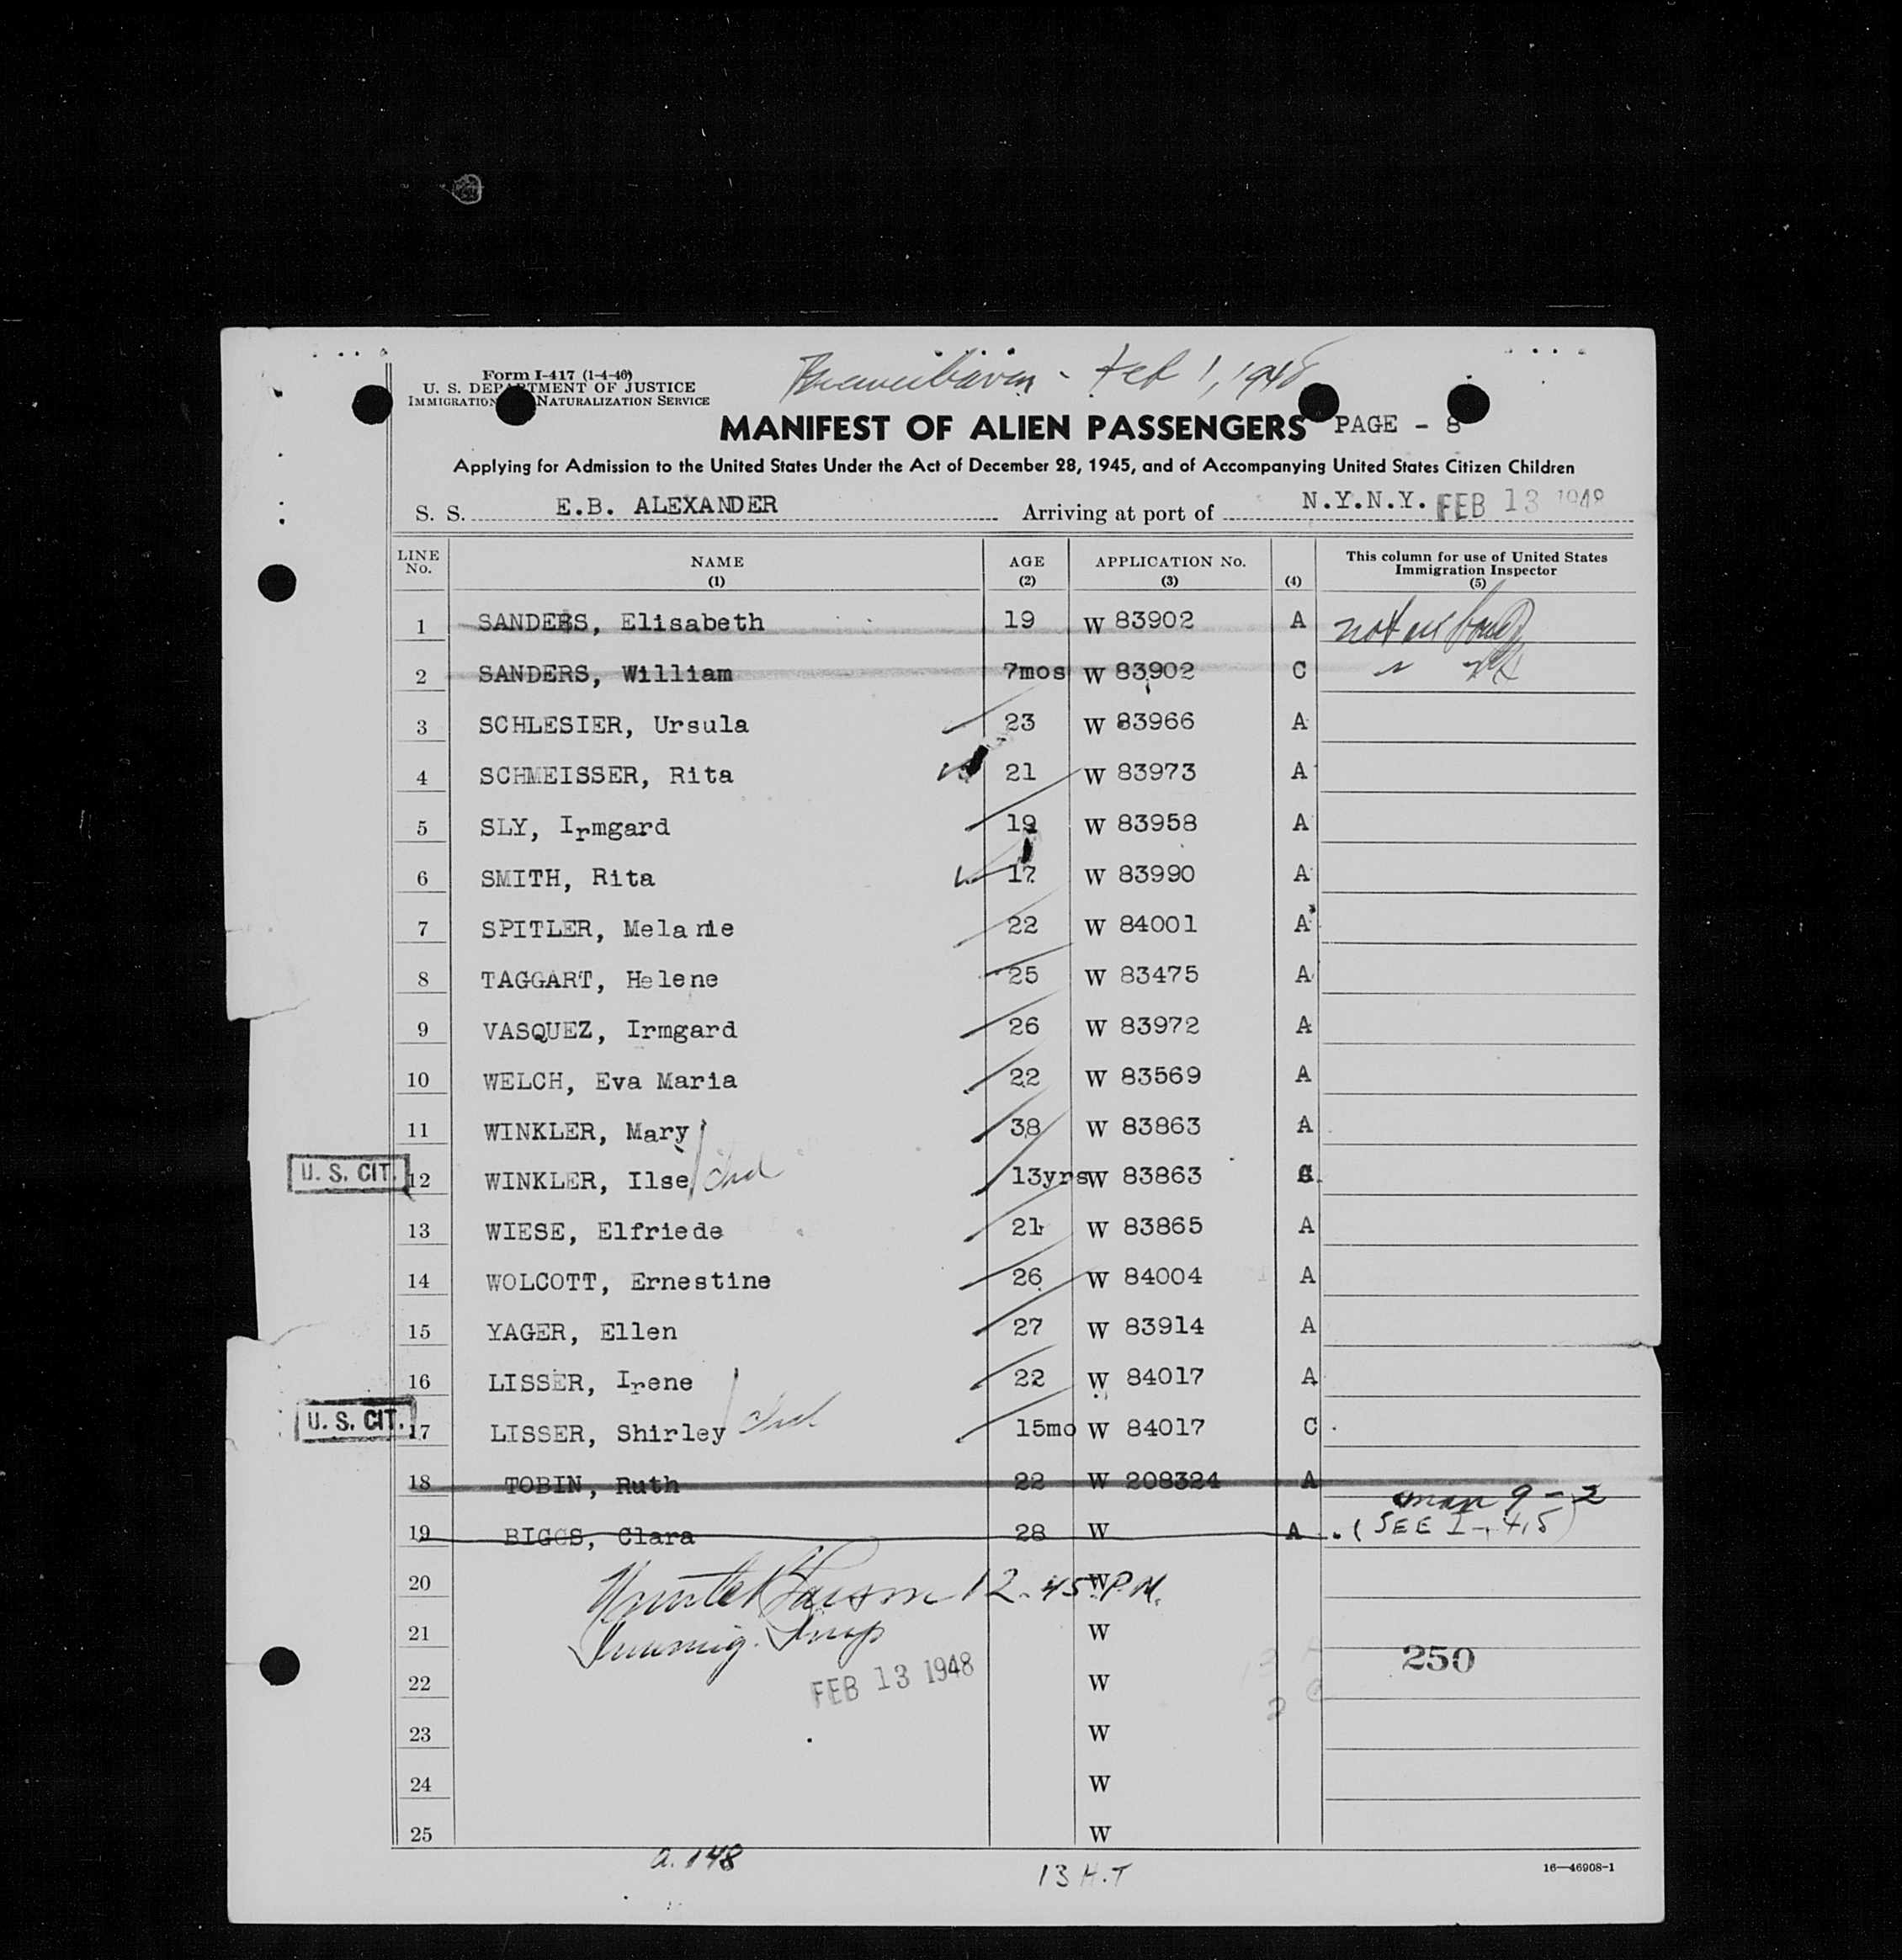 Form I-417 (1-4-46)
U. S. DEPARTMENT OF JUSTICE
IMMIGRATION NATURALIZATION SERVICE
Bremerhaven - Feb 1, 1948
MANIFEST OF ALIEN PASSENGERS PAGE - 8
Applying for Admission to the United States Under the Act of December 28, 1945, and of Accompanying United States Citizen Children
S. S. E.B. ALEXANDER Arriving at port of N.Y.N.Y. FEB 13 1948
LINE No. NAME (1) AGE (2) APPLICATION No. (3) (4) This column for use of United States Immigration Inspector (5)
1 SANDERS, Elisabeth 19 W 83902 A not on board
2 SANDERS, William 7mos W 83902 C
3 SCHLESIER, Ursula 23 W 83966 A
4 SCHMEISSER, Rita 21 W 83973 A
5 SLY, Irmgard 19 W 83958 A
6 SMITH, Rita 17 W 83990 A
7 SPITLER, Melanie 22 W 84001 A
8 TAGGART, Helene 25 W 83475 A
9 VASQUEZ, Irmgard 26 W 83972 A
10 WELCH, Eva Maria 22 W 83569 A
11 WINKLER, Mary 38 W 83863 A
U. S. CIT. 12 WINKLER, Ilse 13yrs W 83863
13 WIESE, Elfriede 21 W 83865 A
14 WOLCOTT, Ernestine 26 W 84004 A
15 YAGER, Ellen 27 W 83914 A
16 LISSER, Irene 22 W 84017 A
U. S. CIT. 17 LISSER, Shirley 15mo W 84017 C
18 TOBIN, Ruth 22 W 208324 A
man 9-2
19 BIGGS, Clara 28 W A (SEE 1-4,5)
20 12-45 W P.M.
21 Immig. Insp W
250
22 FEB 13 1948 W
23 W
24 W
25 W
a. 148
13 H.T
16—46908-1